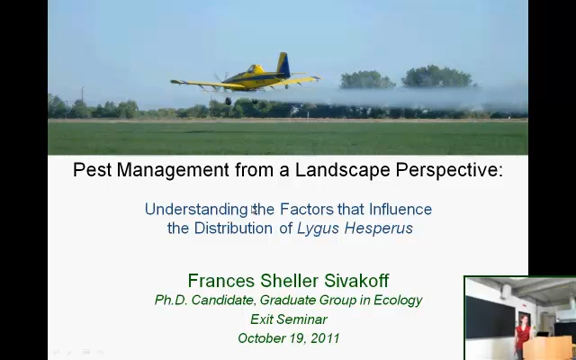 Pest Management from a Landscape Perspective:
Understanding the Factors that Influence
the Distribution of Lygus Hesperus
Frances Sheller Sivakoff
Ph.D. Candidate, Graduate Group in Ecology
Exit Seminar
October 19, 2011